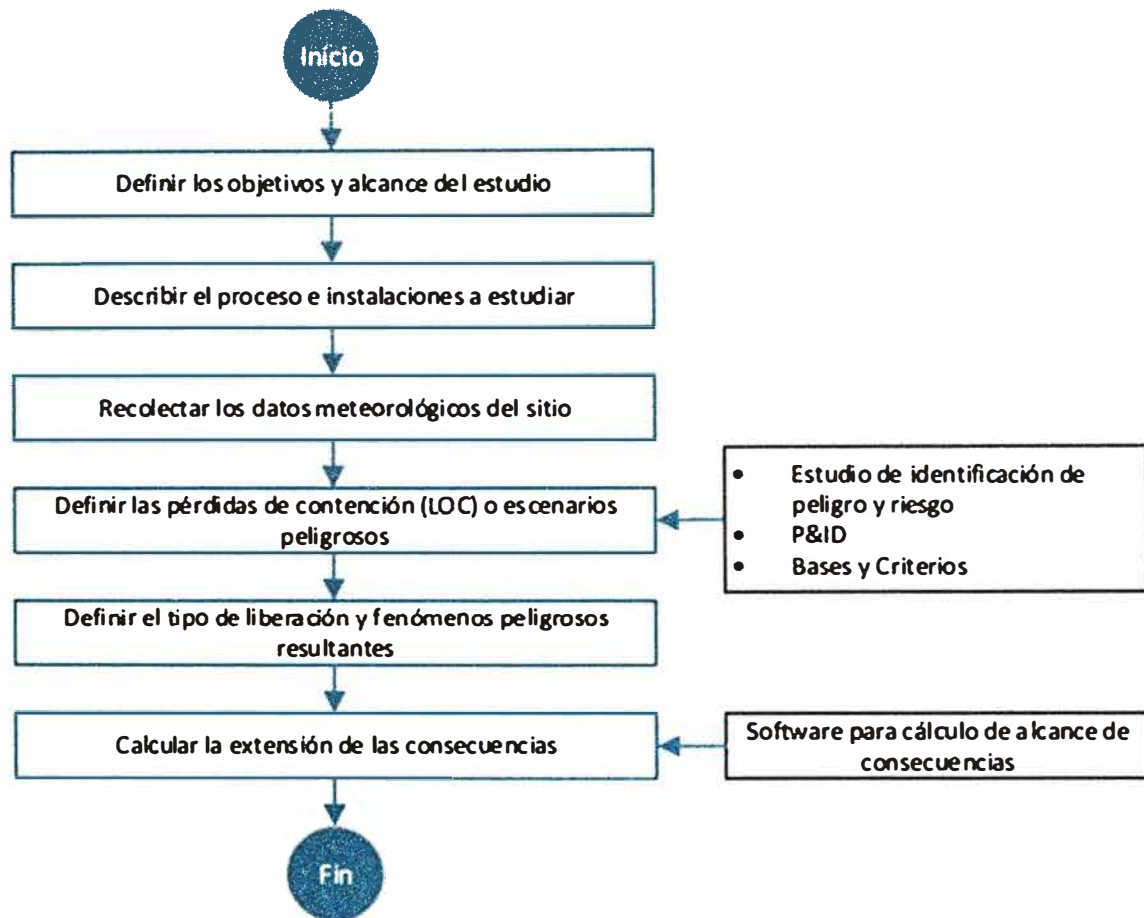 Início
Definir los objetivos y alcance del estudio
Describir el proceso e instalaciones a estudiar
Recolectar los datos meteorológicos del sitio
Definir las pérdidas de contención (LOC) o escenarios
peligrosos
• Estudio de identificación de
peligro y riesgo
• P&ID
• Bases y Criterios
Definir el tipo de liberación y fenómenos peligrosos
resultantes
Calcular la extensión de las consecuencias
Software para cálculo de alcance de
consecuencias
Fin